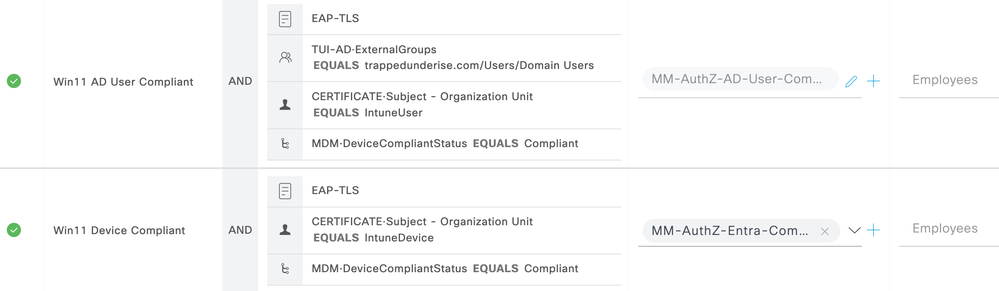 EAP-TLS
TUI-AD·ExternalGroups
EQUALS trappedunderise.com/Users/Domain Users
Win11 AD User Compliant
AND
MM-AuthZ-AD-User-Com...
Employees
CERTIFICATE·Subject - Organization Unit
EQUALS IntuneUser
MDM·DeviceCompliantStatus EQUALS Compliant
EAP-TLS
Win11 Device Compliant
AND
CERTIFICATE·Subject - Organization Unit
EQUALS IntuneDevice
MM-AuthZ-Entra-Com...
Employees
MDM·DeviceCompliantStatus EQUALS Compliant